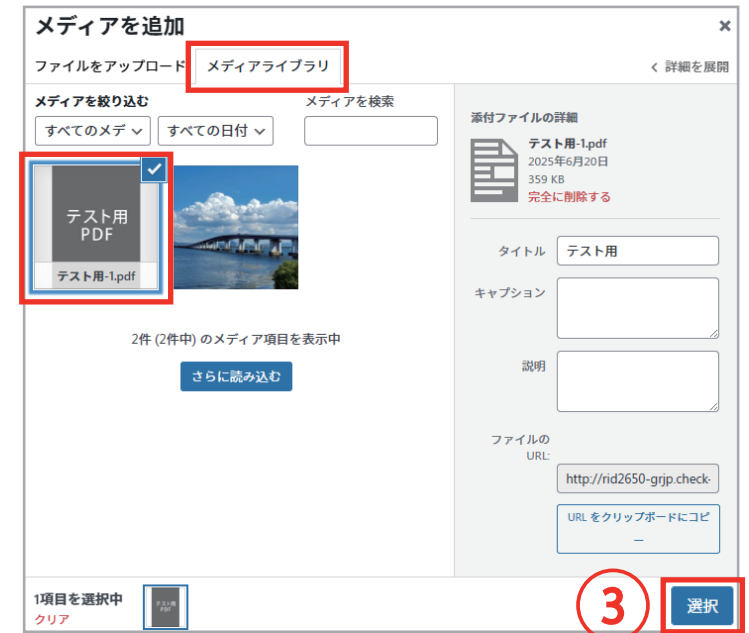 メディアを追加
×
ファイルをアップロード
メディアライブラリ
< 詳細を展開
メディアを絞り込む
メディアを検索
すべてのメデ
すべての日付
テスト用
PDF
テスト用-1.pdf
2件 (2件中) のメディア項目を表示中
さらに読み込む
添付ファイルの詳細
テスト用-1.pdf
2025年6月20日
359 KB
完全に削除する
タイトル
テスト用
キャプション
説明
ファイルの
URL:
http://rid2650-grjp.check-
URL をクリップボードにコピ
ー
1項目を選択中
クリア
テスト用
PDF
3
選択